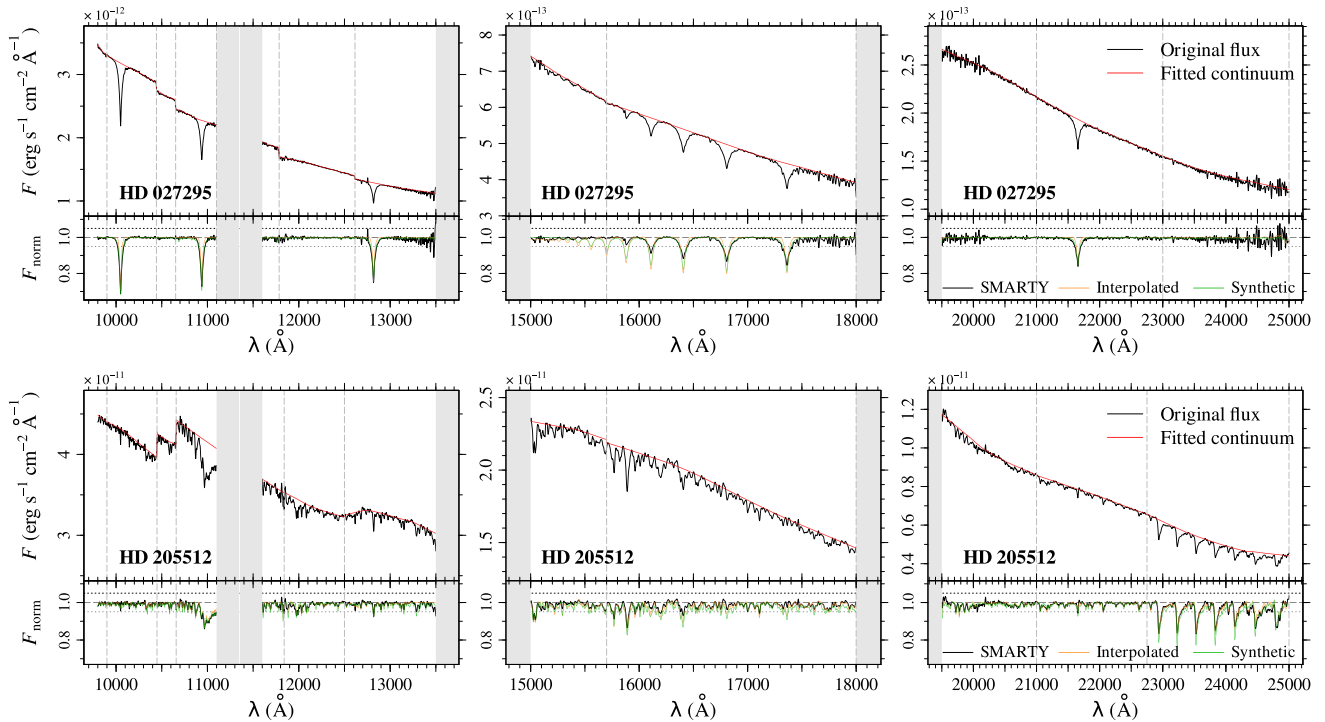 × 10⁻¹² × 10⁻¹³ × 10⁻¹³
F (erg s⁻¹ cm⁻² Å⁻¹)
3
2
1
HD 027295
8
7
6
5
4
3
HD 027295
2.5
2.0
1.5
1.0
Original flux
Fitted continuum
HD 027295
F norm
1.0
0.8
1.0
0.8
1.0
0.8
SMARTY Interpolated Synthetic
10000 11000 12000 13000
15000 16000 17000 18000
20000 21000 22000 23000 24000 25000
λ (Å) λ (Å) λ (Å)
× 10⁻¹¹ × 10⁻¹¹ × 10⁻¹¹
F (erg s⁻¹ cm⁻² Å⁻¹)
4
3
HD 205512
2.5
2.0
1.5
HD 205512
1.2
1.0
0.8
0.6
0.4
Original flux
Fitted continuum
HD 205512
F norm
1.0
0.8
1.0
0.8
1.0
0.8
SMARTY Interpolated Synthetic
10000 11000 12000 13000
15000 16000 17000 18000
20000 21000 22000 23000 24000 25000
λ (Å) λ (Å) λ (Å)